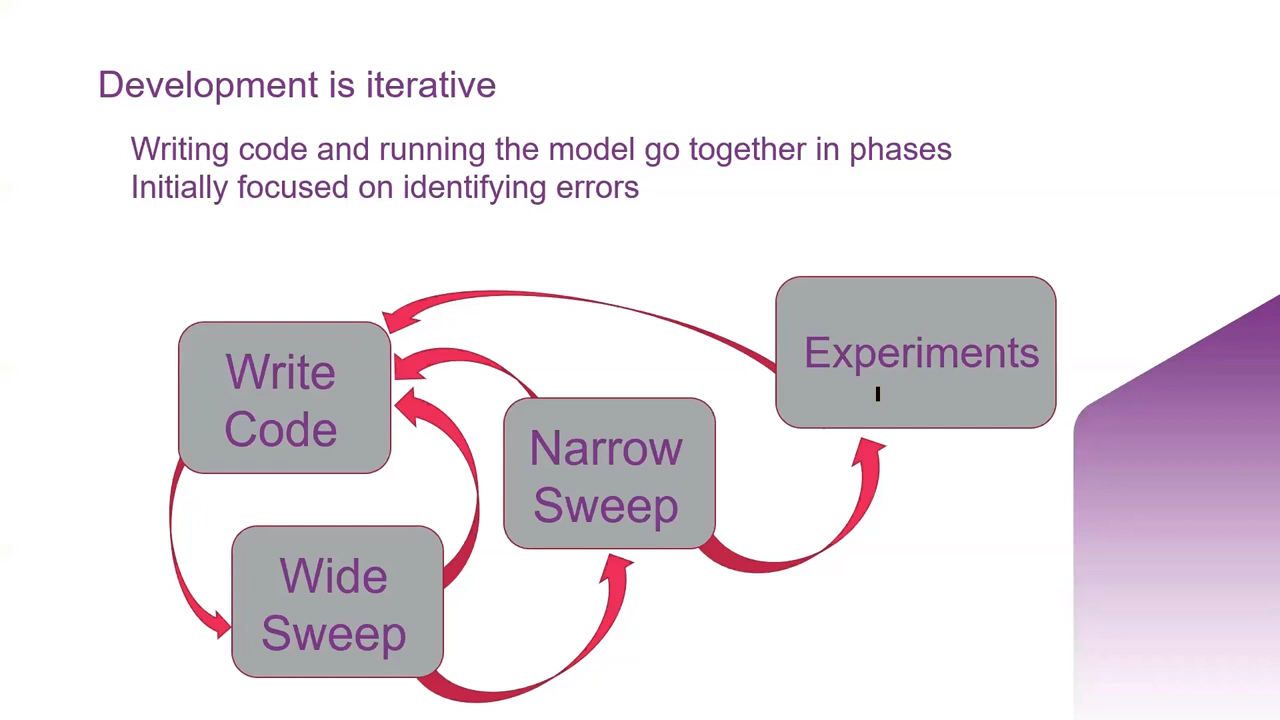 Development is iterative
Writing code and running the model go together in phases
Initially focused on identifying errors
Write
Code
Experiments
Narrow
Sweep
Wide
Sweep